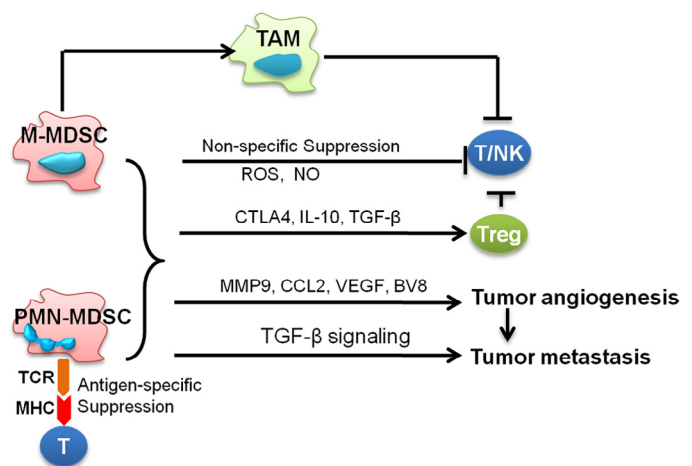 TAM
M-MDSC
Non-specific Suppression
T/NK
ROS, NO
CTLA4, IL-10, TGF-β
Treg
MMP9, CCL2, VEGF, BV8
Tumor angiogenesis
PMN-MDSC
TGF-β signaling
Tumor metastasis
TCR
Antigen-specific
MHC
Suppression
T